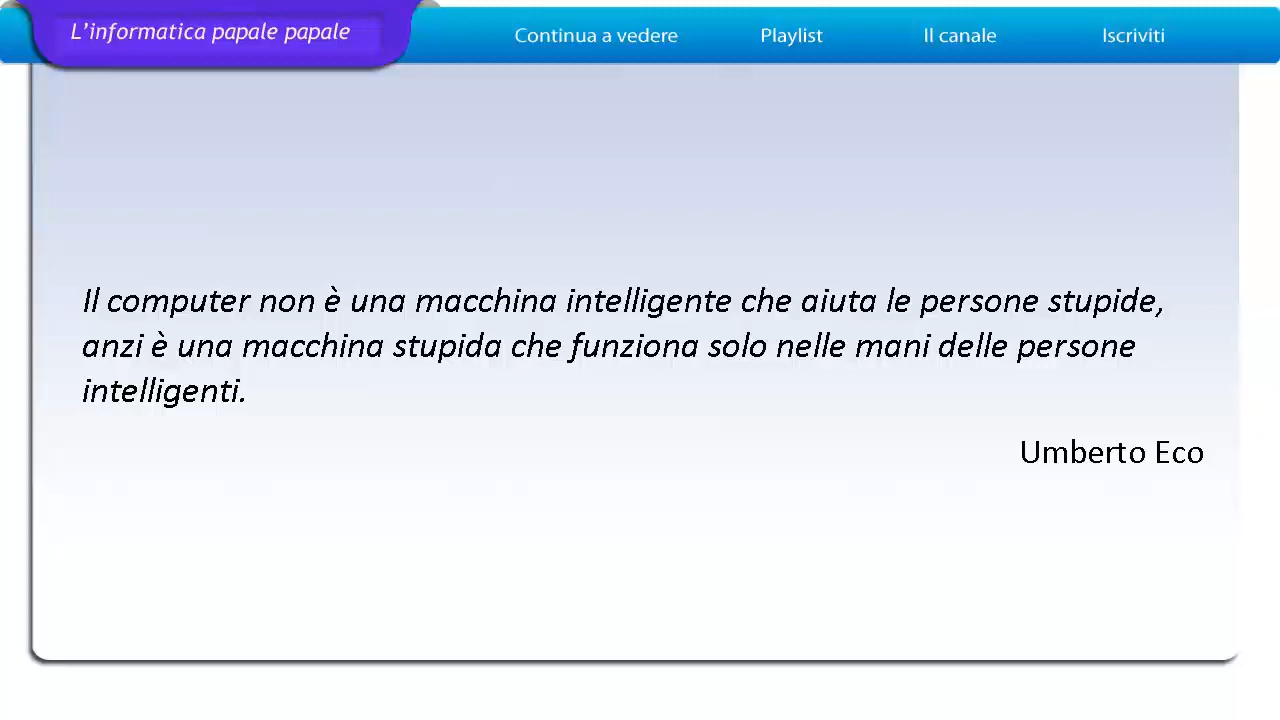 L'informatica papale papale
Continua a vedere Playlist Il canale Iscriviti
Il computer non è una macchina intelligente che aiuta le persone stupide,
anzi è una macchina stupida che funziona solo nelle mani delle persone
intelligenti.
Umberto Eco